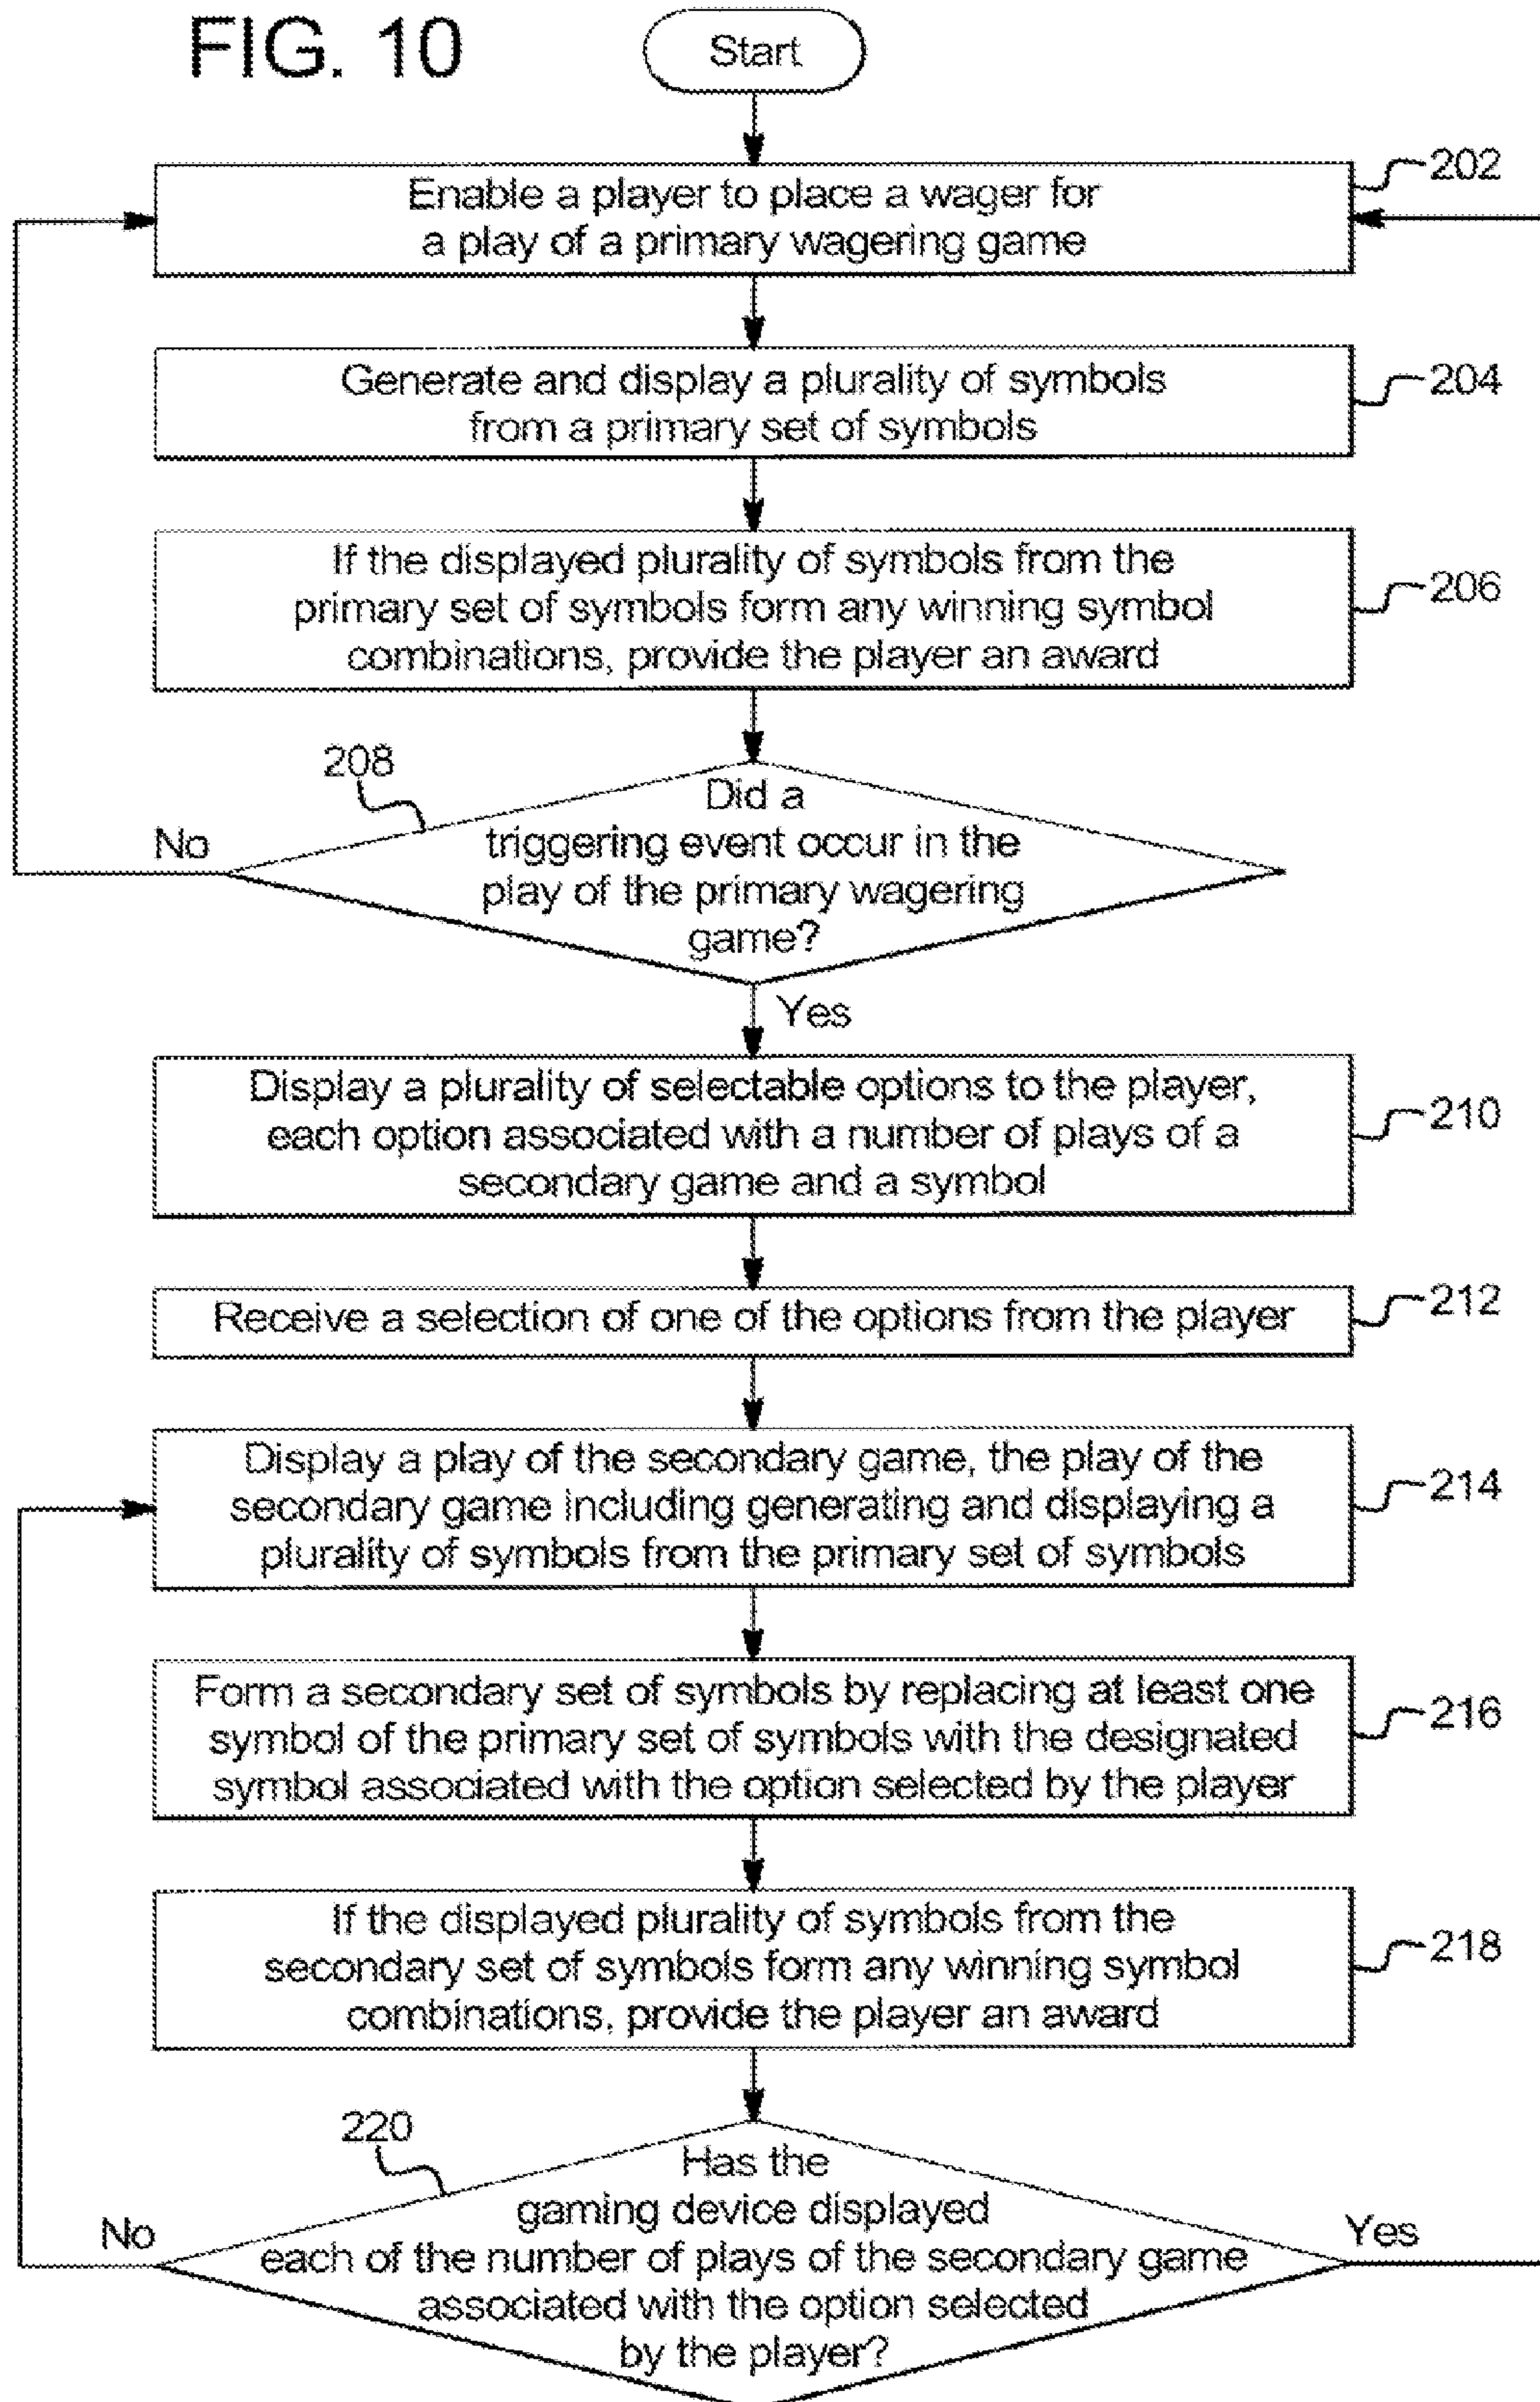 FIG. 10
Start
202
Enable a player to place a wager for
a play of a primary wagering game
204
Generate and display a plurality of symbols
from a primary set of symbols
206
If the displayed plurality of symbols from the
primary set of symbols form any winning symbol
combinations, provide the player an award
208
No
Did a
triggering event occur in the
play of the primary wagering
game?
Yes
210
Display a plurality of selectable options to the player,
each option associated with a number of plays of a
secondary game and a symbol
212
Receive a selection of one of the options from the player
214
Display a play of the secondary game, the play of the
secondary game including generating and displaying a
plurality of symbols from the primary set of symbols
216
Form a secondary set of symbols by replacing at least one
symbol of the primary set of symbols with the designated
symbol associated with the option selected by the player
218
If the displayed plurality of symbols from the
secondary set of symbols form any winning symbol
combinations, provide the player an award
220
No
Has the
gaming device displayed
each of the number of plays of the secondary game
associated with the option selected
by the player?
Yes